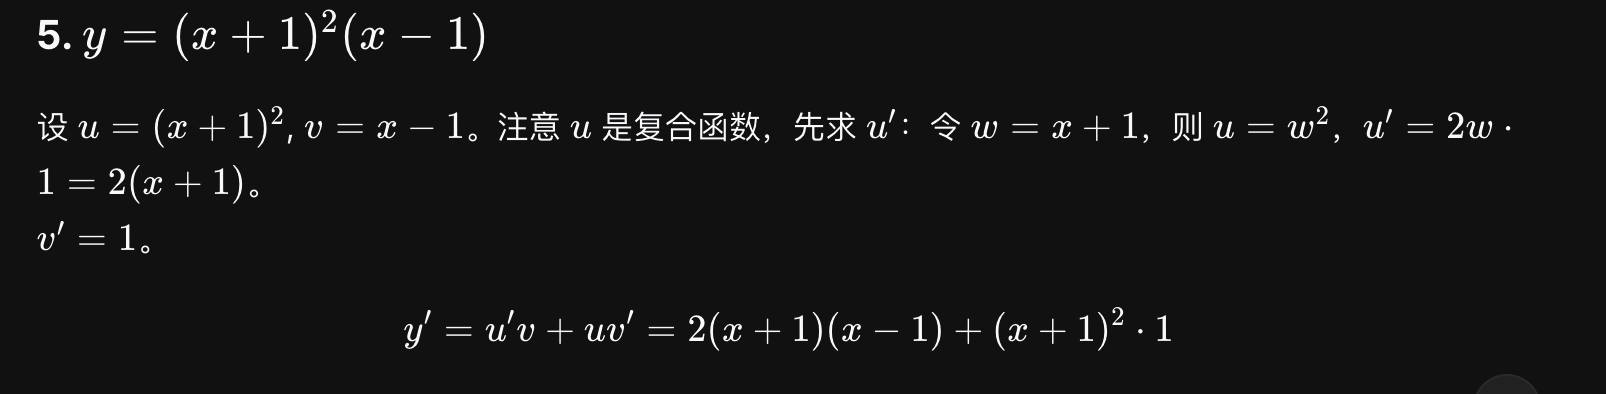 5. y = (x + 1)²(x − 1)
设 u = (x + 1)², v = x − 1。注意 u 是复合函数，先求 u′：令 w = x + 1，则 u = w²，u′ = 2w ·
1 = 2(x + 1)。
v′ = 1。
y′ = u′v + uv′ = 2(x + 1)(x − 1) + (x + 1)² · 1